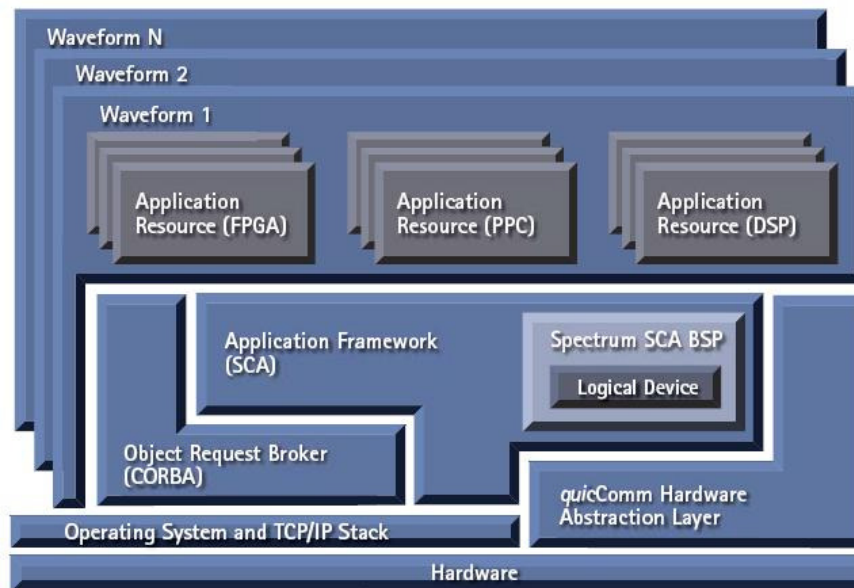 Waveform N
Waveform 2
Waveform 1
Application
Resource (FPGA)
Application
Resource (PPC)
Application
Resource (DSP)
Application Framework
(SCA)
Spectrum SCA BSP
Logical Device
Object Request Broker
(CORBA)
quicComm Hardware
Abstraction Layer
Operating System and TCP/IP Stack
Hardware